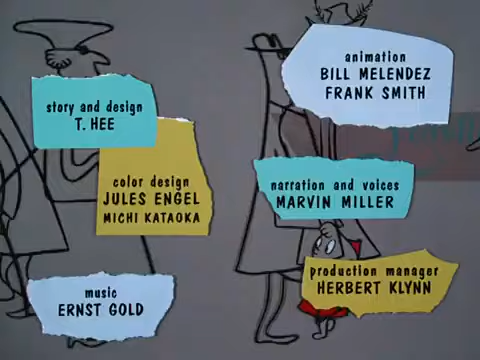 story and design
T. HEE
color design
JULES ENGEL
MICHI KATAOKA
music
ERNST GOLD
animation
BILL MELENDEZ
FRANK SMITH
narration and voices
MARVIN MILLER
production manager
HERBERT KLYNN